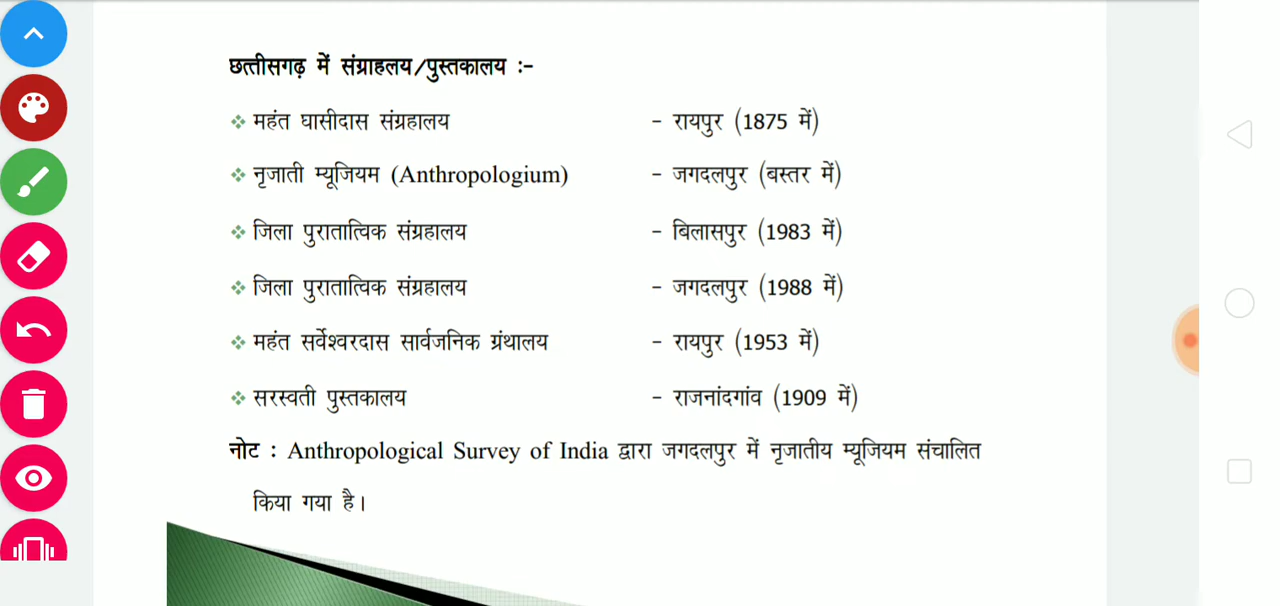 छत्तीसगढ़ में संग्राहलय/पुस्तकालय :-
महंत घासीदास संग्रहालय - रायपुर (1875 में)
नृजाती म्यूजियम (Anthropologium) - जगदलपुर (बस्तर में)
जिला पुरातात्विक संग्रहालय - बिलासपुर (1983 में)
जिला पुरातात्विक संग्रहालय - जगदलपुर (1988 में)
महंत सर्वेश्वरदास सार्वजनिक ग्रंथालय - रायपुर (1953 में)
सरस्वती पुस्तकालय - राजनांदगांव (1909 में)
नोट : Anthropological Survey of India द्वारा जगदलपुर में नृजातीय म्यूजियम संचालित
किया गया है।